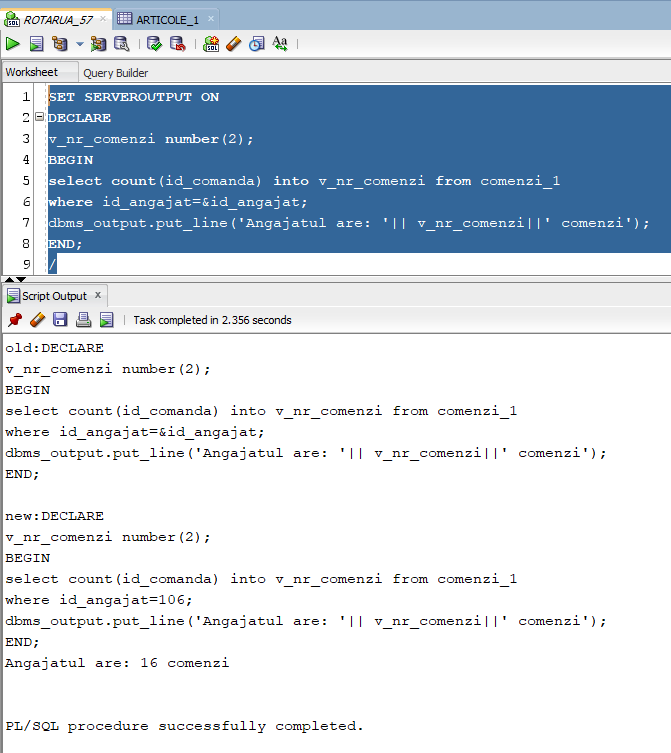 ROTARUA_57 ARTICOLE_1
Worksheet Query Builder
1 SET SERVEROUTPUT ON
2 DECLARE
3 v_nr_comenzi number(2);
4 BEGIN
5 select count(id_comanda) into v_nr_comenzi from comenzi_1
6 where id_angajat=&id_angajat;
7 dbms_output.put_line('Angajatul are: '|| v_nr_comenzi||' comenzi');
8 END;
9 /
Script Output x
Task completed in 2.356 seconds
old:DECLARE
v_nr_comenzi number(2);
BEGIN
select count(id_comanda) into v_nr_comenzi from comenzi_1
where id_angajat=&id_angajat;
dbms_output.put_line('Angajatul are: '|| v_nr_comenzi||' comenzi');
END;
new:DECLARE
v_nr_comenzi number(2);
BEGIN
select count(id_comanda) into v_nr_comenzi from comenzi_1
where id_angajat=106;
dbms_output.put_line('Angajatul are: '|| v_nr_comenzi||' comenzi');
END;
Angajatul are: 16 comenzi
PL/SQL procedure successfully completed.